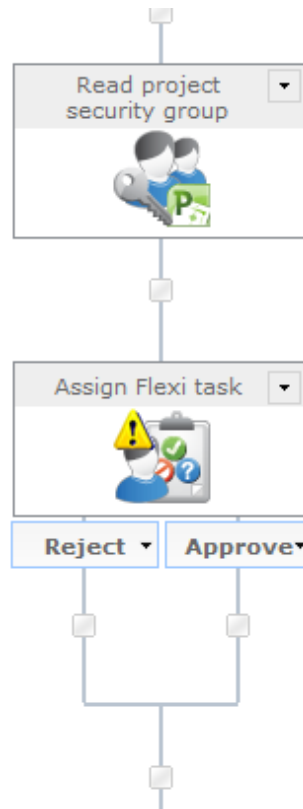 Read project
security group
P
Assign Flexi task
Reject
Approve